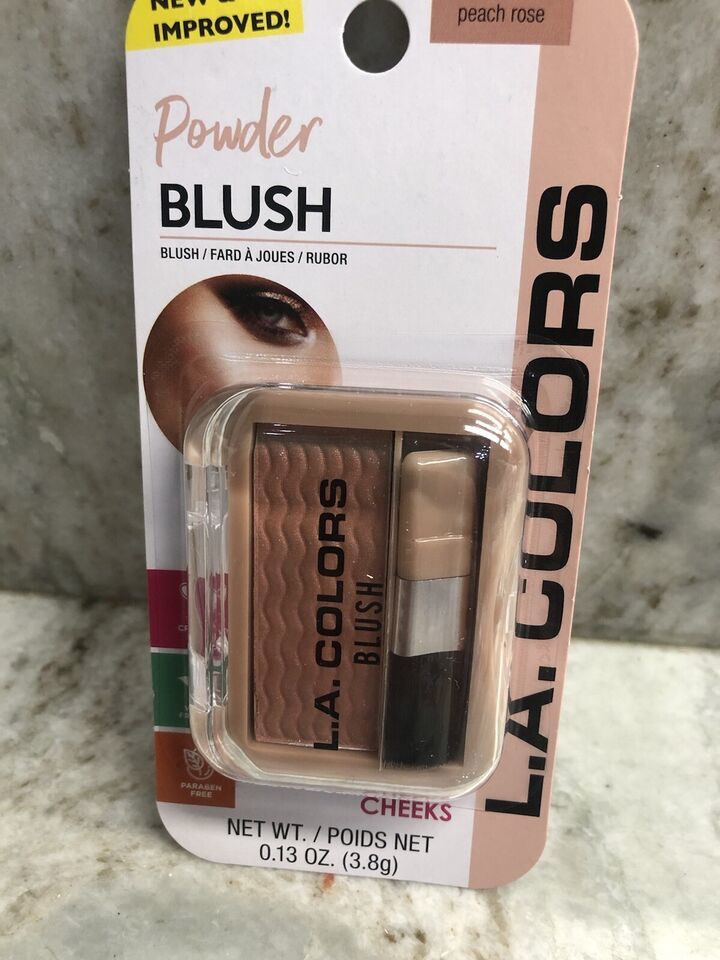 NEW &
IMPROVED!
peach rose
Powder
BLUSH
BLUSH / FARD À JOUES / RUBOR
L.A. COLORS
L.A. COLORS
BLUSH
PARABEN
FREE
CHEEKS
NET WT. / POIDS NET
0.13 OZ. (3.8g)